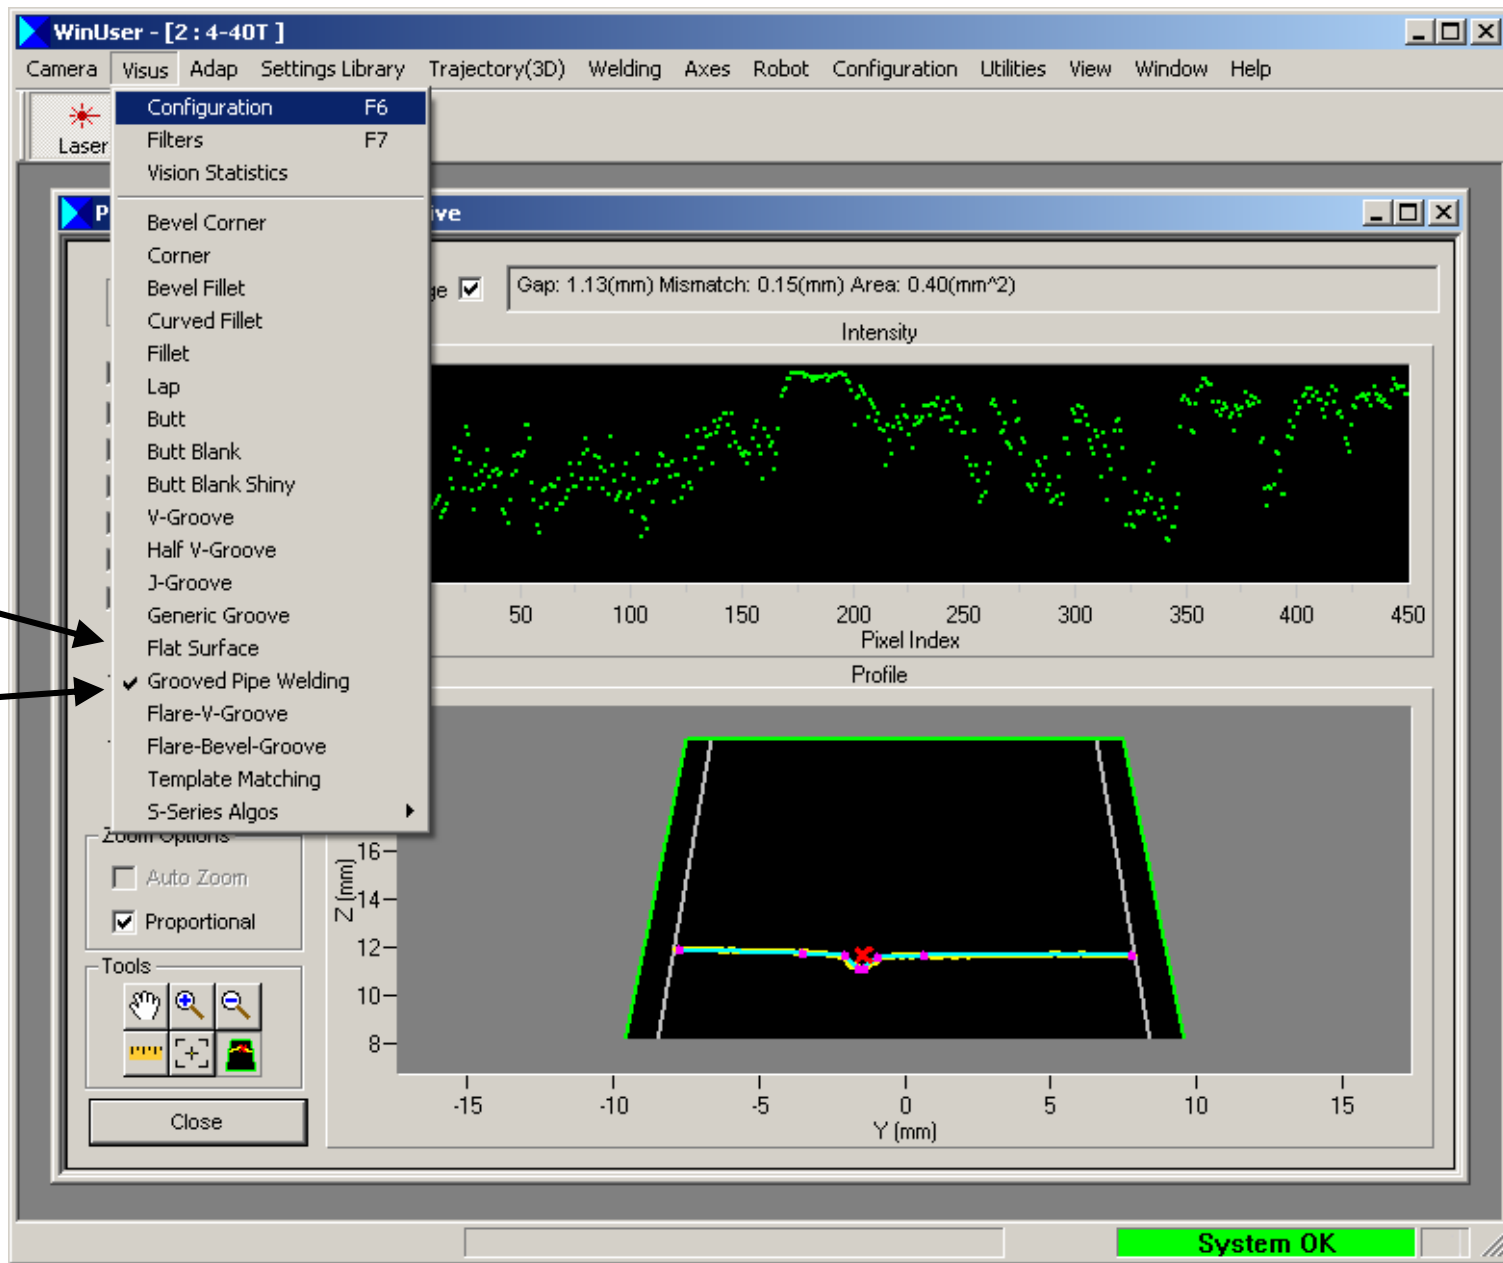 WinUser - [2 : 4-40T ]
Camera Visus Adap Settings Library Trajectory(3D) Welding Axes Robot Configuration Utilities View Window Help
Laser
Configuration F6
Filters F7
Vision Statistics
Bevel Corner
Corner
Bevel Fillet
Curved Fillet
Fillet
Lap
Butt
Butt Blank
Butt Blank Shiny
V-Groove
Half V-Groove
J-Groove
Generic Groove
Flat Surface
Grooved Pipe Welding
Flare-V-Groove
Flare-Bevel-Groove
Template Matching
S-Series Algos
Gap: 1.13(mm) Mismatch: 0.15(mm) Area: 0.40(mm^2)
Intensity
50 100 150 200 250 300 350 400 450
Pixel Index
Profile
Zoom Options
Auto Zoom
Proportional
Tools
Close
Z (mm)
16
14
12
10
8
-15 -10 -5 0 5 10 15
Y (mm)
System OK